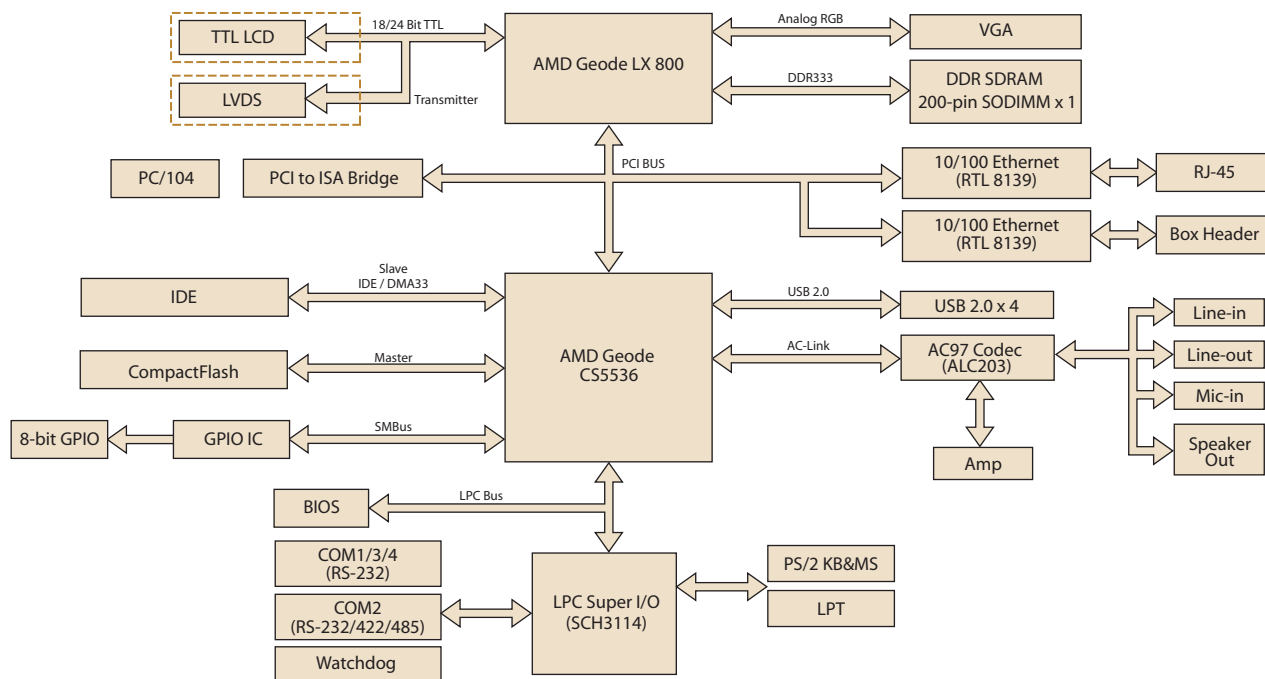 TTL LCD
18/24 Bit TTL
LVDS
Transmitter
AMD Geode LX 800
Analog RGB
VGA
DDR333
DDR SDRAM
200-pin SODIMM x 1
PC/104
PCI to ISA Bridge
PCI BUS
10/100 Ethernet
(RTL 8139)
RJ-45
10/100 Ethernet
(RTL 8139)
Box Header
IDE
Slave
IDE / DMA33
CompactFlash
Master
8-bit GPIO
GPIO IC
SMBus
AMD Geode
CS5536
USB 2.0
USB 2.0 x 4
AC-Link
AC97 Codec
(ALC203)
Amp
Line-in
Line-out
Mic-in
Speaker
Out
BIOS
LPC Bus
COM1/3/4
(RS-232)
COM2
(RS-232/422/485)
Watchdog
LPC Super I/O
(SCH3114)
PS/2 KB&MS
LPT